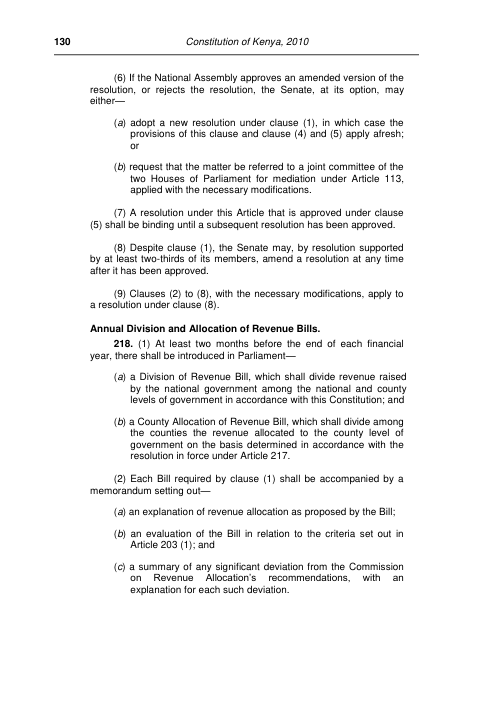 130 Constitution of Kenya, 2010
(6) If the National Assembly approves an amended version of the
resolution, or rejects the resolution, the Senate, at its option, may
either—
(a) adopt a new resolution under clause (1), in which case the
provisions of this clause and clause (4) and (5) apply afresh;
or
(b) request that the matter be referred to a joint committee of the
two Houses of Parliament for mediation under Article 113,
applied with the necessary modifications.
(7) A resolution under this Article that is approved under clause
(5) shall be binding until a subsequent resolution has been approved.
(8) Despite clause (1), the Senate may, by resolution supported
by at least two-thirds of its members, amend a resolution at any time
after it has been approved.
(9) Clauses (2) to (8), with the necessary modifications, apply to
a resolution under clause (8).
Annual Division and Allocation of Revenue Bills.
218. (1) At least two months before the end of each financial
year, there shall be introduced in Parliament—
(a) a Division of Revenue Bill, which shall divide revenue raised
by the national government among the national and county
levels of government in accordance with this Constitution; and
(b) a County Allocation of Revenue Bill, which shall divide among
the counties the revenue allocated to the county level of
government on the basis determined in accordance with the
resolution in force under Article 217.
(2) Each Bill required by clause (1) shall be accompanied by a
memorandum setting out—
(a) an explanation of revenue allocation as proposed by the Bill;
(b) an evaluation of the Bill in relation to the criteria set out in
Article 203 (1); and
(c) a summary of any significant deviation from the Commission
on Revenue Allocation's recommendations, with an
explanation for each such deviation.